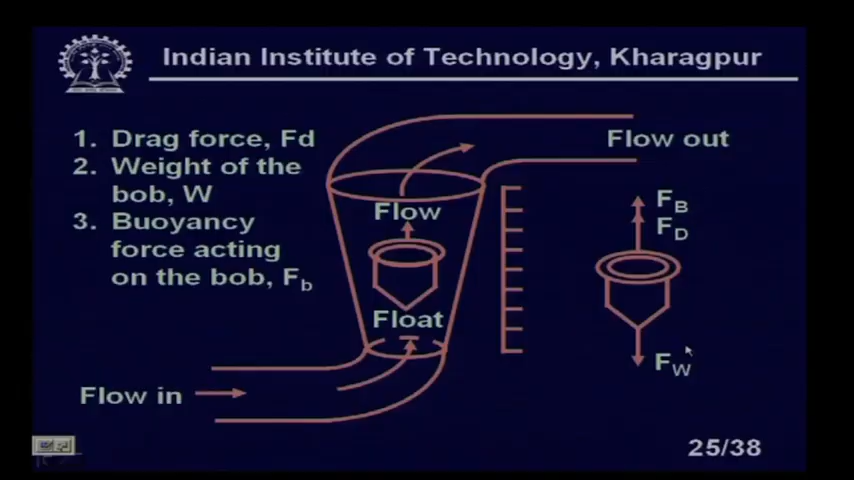 Indian Institute of Technology, Kharagpur
1. Drag force, Fd
2. Weight of the
bob, W
3. Buoyancy
force acting
on the bob, Fb
Flow out
Flow
Float
Flow in
FB
FD
FW
25/38